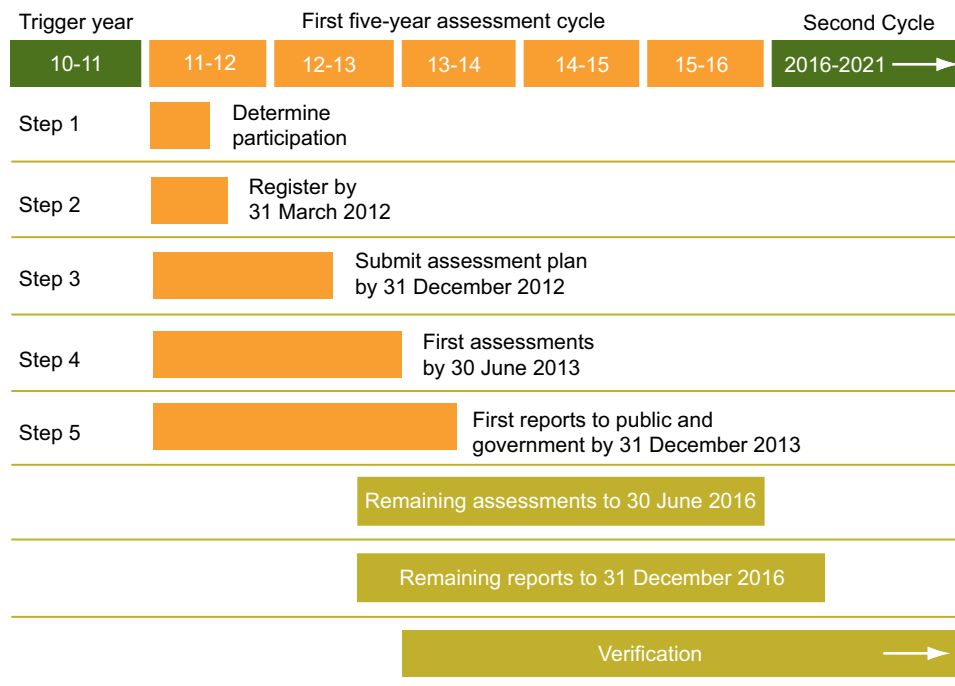 Trigger year
First five-year assessment cycle
Second Cycle
10-11
11-12
12-13
13-14
14-15
15-16
2016-2021
Step 1
Determine
participation
Step 2
Register by
31 March 2012
Step 3
Submit assessment plan
by 31 December 2012
Step 4
First assessments
by 30 June 2013
Step 5
First reports to public and
government by 31 December 2013
Remaining assessments to 30 June 2016
Remaining reports to 31 December 2016
Verification